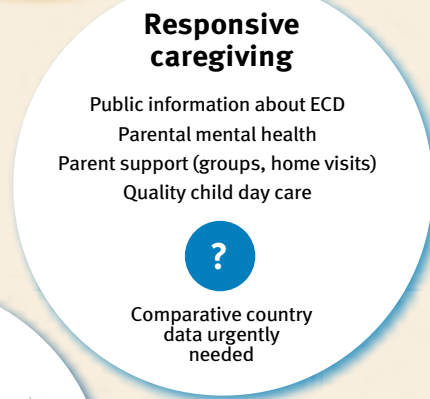 Responsive
caregiving
Public information about ECD
Parental mental health
Parent support (groups, home visits)
Quality child day care
?
Comparative country
data urgently
needed